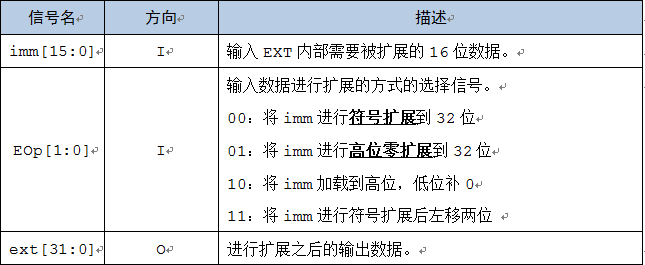 信号名 方向 描述
imm[15:0] I 输入 EXT 内部需要被扩展的 16 位数据。
输入数据进行扩展的方式的选择信号。
00：将 imm 进行符号扩展到 32 位
01：将 imm 进行高位零扩展到 32 位
EOp[1:0] I
10：将 imm 加载到高位，低位补 0
11：将 imm 进行符号扩展后左移两位
ext[31:0] O 进行扩展之后的输出数据。